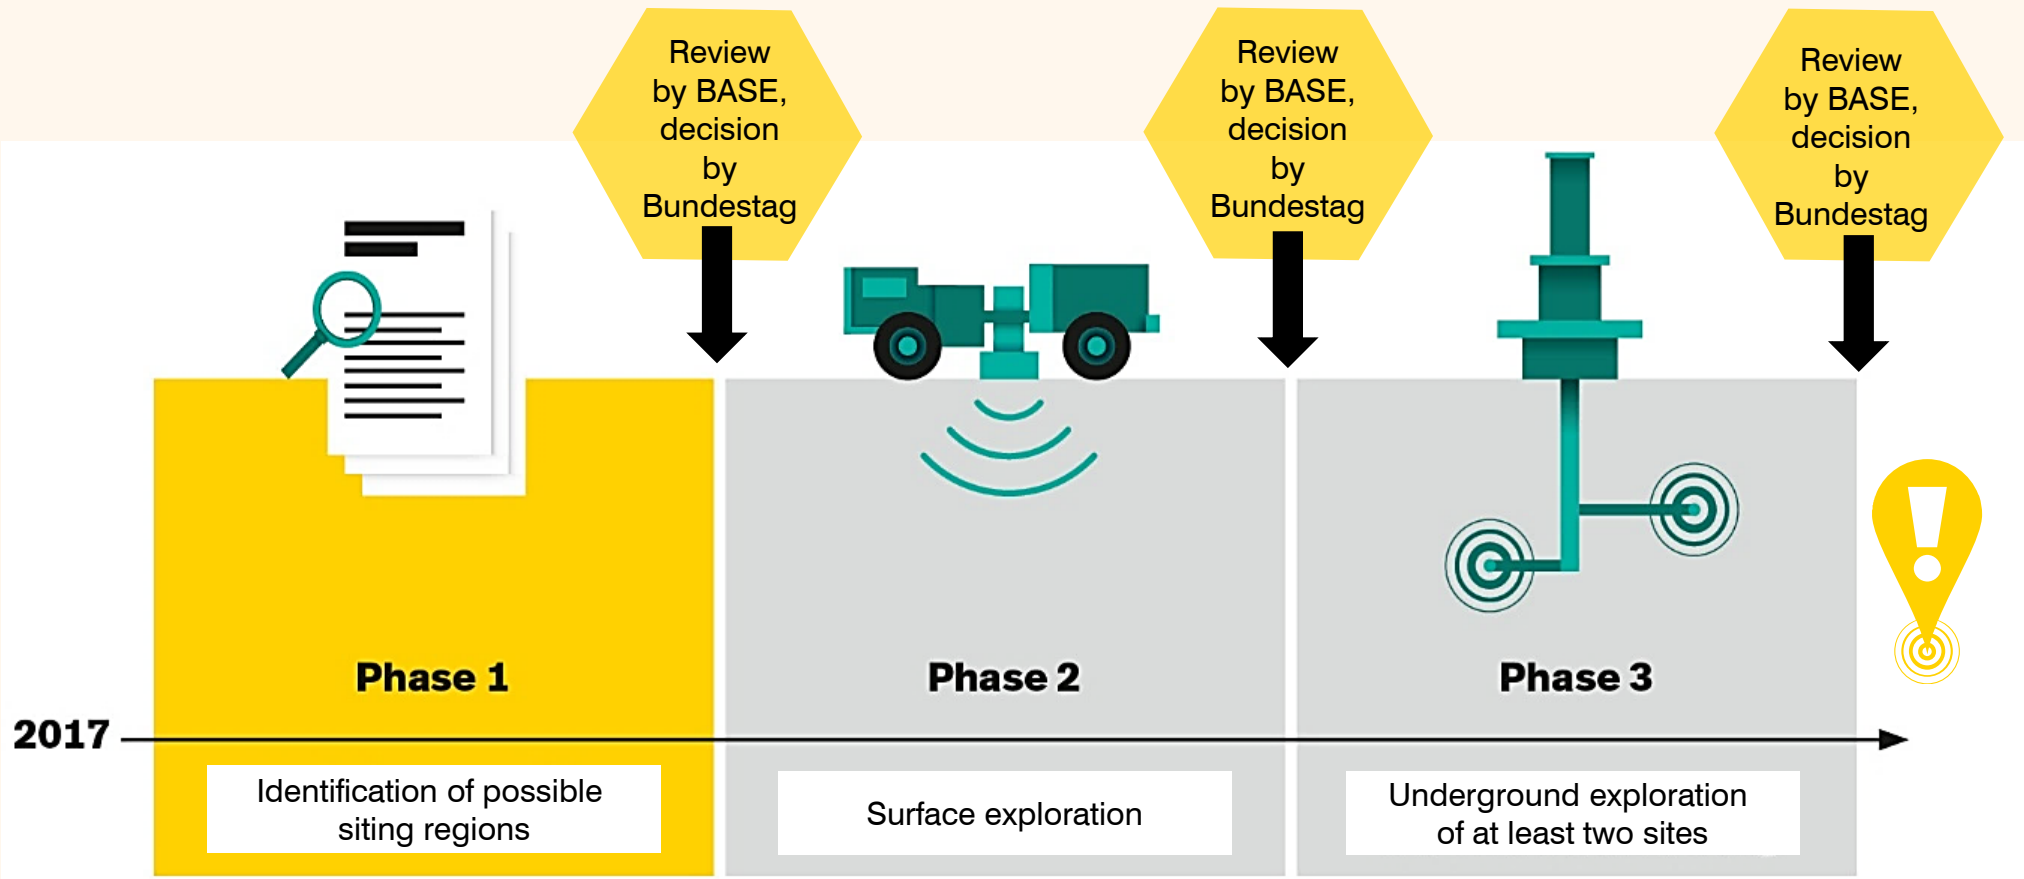 Review
by BASE,
decision
by
Bundestag
Review
by BASE,
decision
by
Bundestag
Review
by BASE,
decision
by
Bundestag
Phase 1
Phase 2
Phase 3
2017
Identification of possible
siting regions
Surface exploration
Underground exploration
of at least two sites